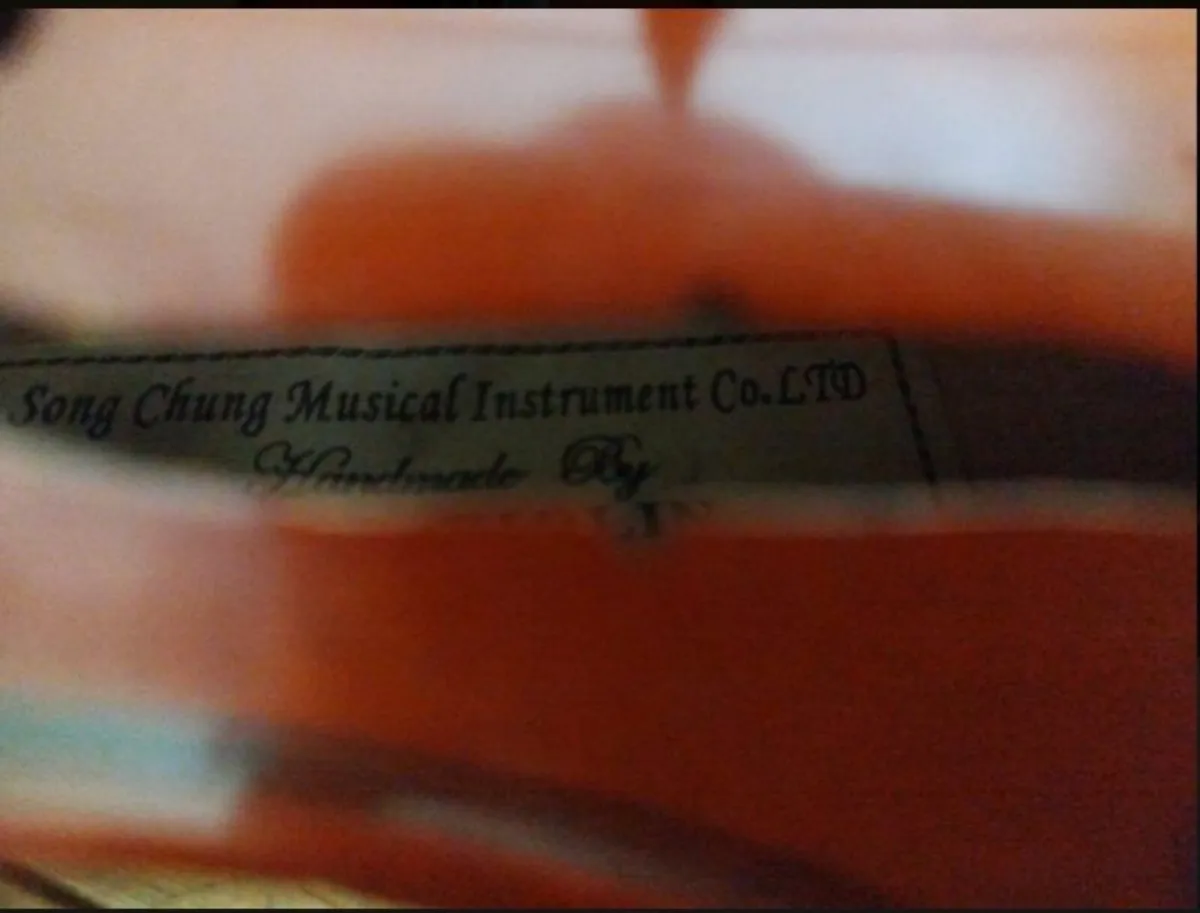 Song Chung Musical Instrument Co.LTD
Handmade By